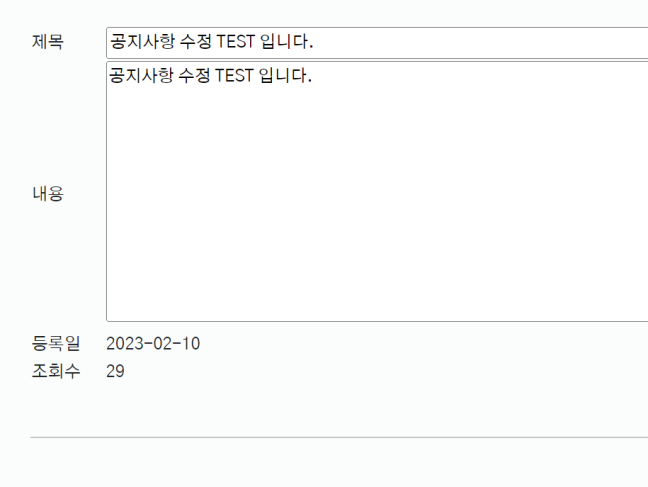 제목 공지사항 수정 TEST 입니다.
내용 공지사항 수정 TEST 입니다.
등록일 2023-02-10
조회수 29